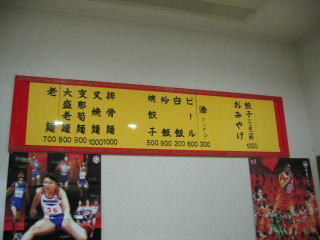 餃子
おみやげ 1000
酒 300
ビール 600
白飯 200
炒飯 900
焼餃子 500
排骨麺 1000
叉焼麺 1000
支那筍麺 900
大盛老麺 800
老麺 700